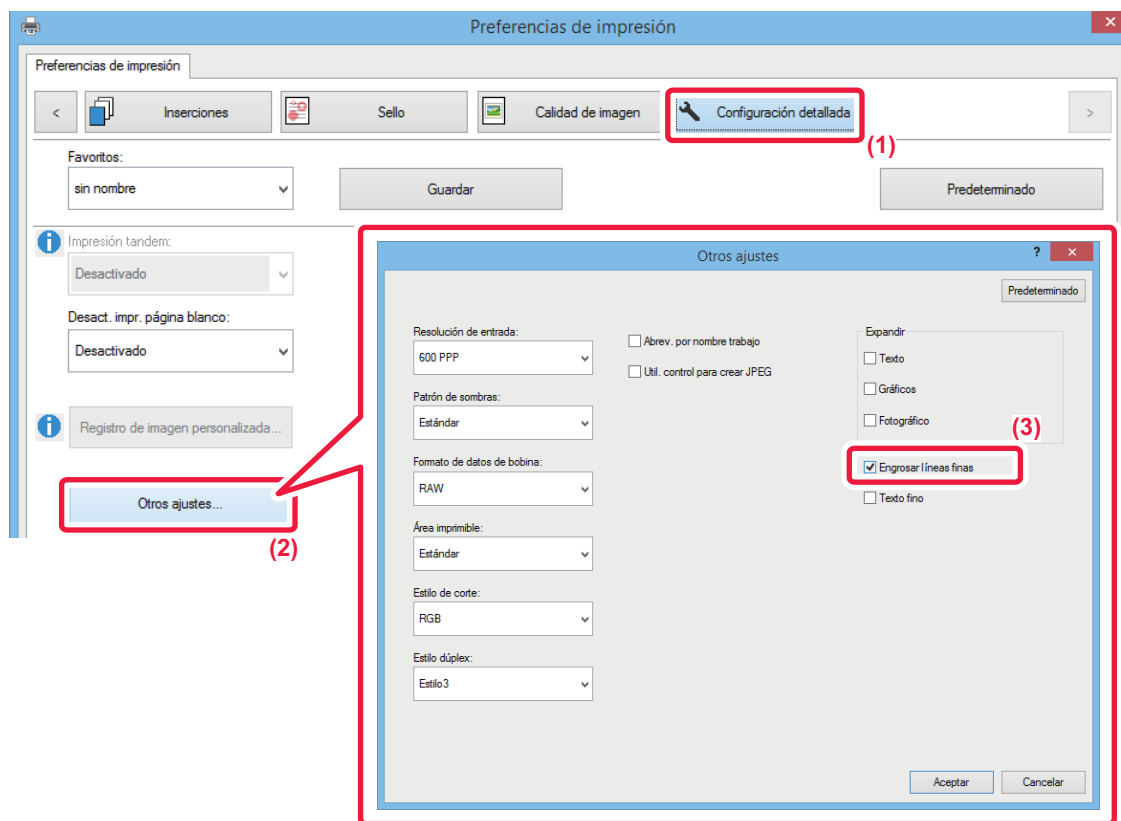 Preferencias de impresión
Preferencias de impresión
< Inserciones Sello Calidad de imagen Configuración detallada >
(1)
Favoritos:
sin nombre Guardar Predeterminado
Impresión tandem:
Desactivado
Desact. impr. página blanco:
Desactivado
Registro de imagen personalizada...
Otros ajustes...
(2)
Otros ajustes ?
Predeterminado
Resolución de entrada:
600 PPP
Patrón de sombras:
Estándar
Formato de datos de bobina:
RAW
Área imprimible:
Estándar
Estilo de corte:
RGB
Estilo dúplex:
Estilo3
Abrev. por nombre trabajo
Util. control para crear JPEG
Expandir
Texto
Gráficos
Fotográfico
(3)
Engrosar líneas finas
Texto fino
Aceptar Cancelar